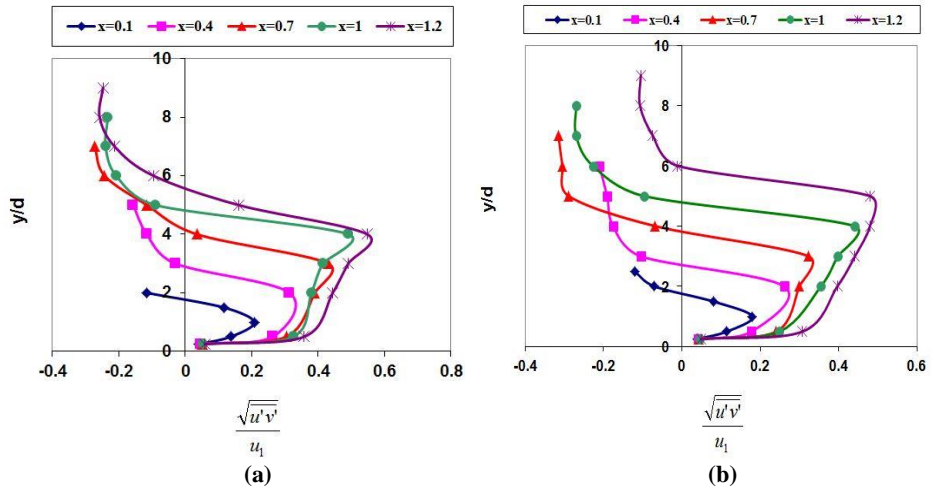 x=0.1 x=0.4 x=0.7 x=1 x=1.2
10
8
6
4
2
0
y/d
-0.4 -0.2 0 0.2 0.4 0.6 0.8
√u'v'
u₁
(a)
x=0.1 x=0.4 x=0.7 x=1 x=1.2
10
8
6
4
2
0
y/d
-0.4 -0.2 0 0.2 0.4 0.6
√u'v'
u₁
(b)